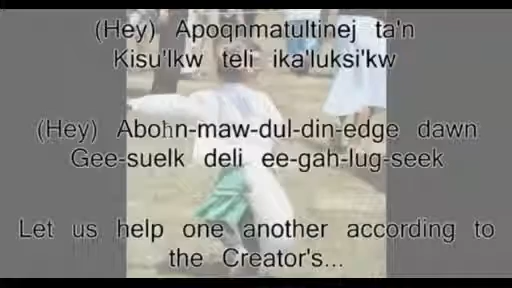 (Hey) Apoqnmatultinej ta'n
Kisu'lkw teli ika'luksi'kw
(Hey) Abohn-maw-dul-din-edge dawn
Gee-suelk deli ee-gah-lug-seek
Let us help one another according to
the Creator's...